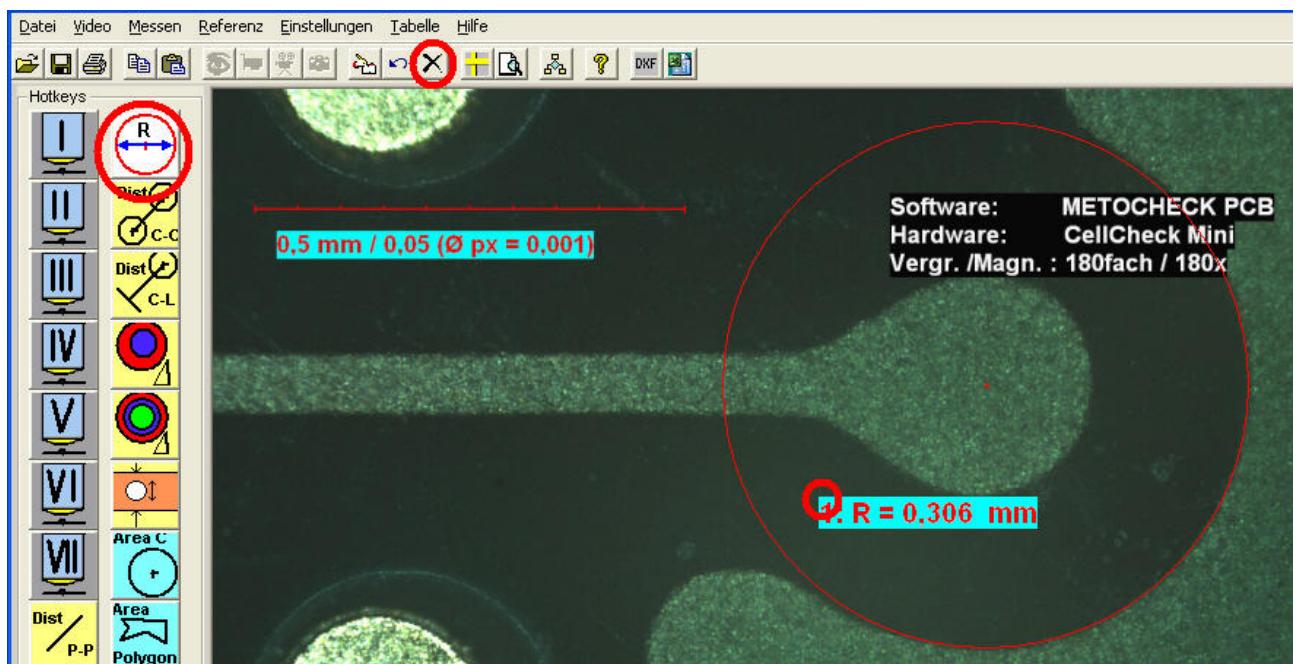 Datei Video Messen Referenz Einstellungen Tabelle Hilfe
DXF
Hotkeys
I
R
II
Dist
C-C
III
Dist
C-L
IV
V
VI
VII
Area C
Dist
P-P
Area
Polygon
0,5 mm / 0,05 (Ø px = 0,001)
Software: METOCHECK PCB
Hardware: CellCheck Mini
Vergr. /Magn. : 180fach / 180x
1: R = 0,306 mm